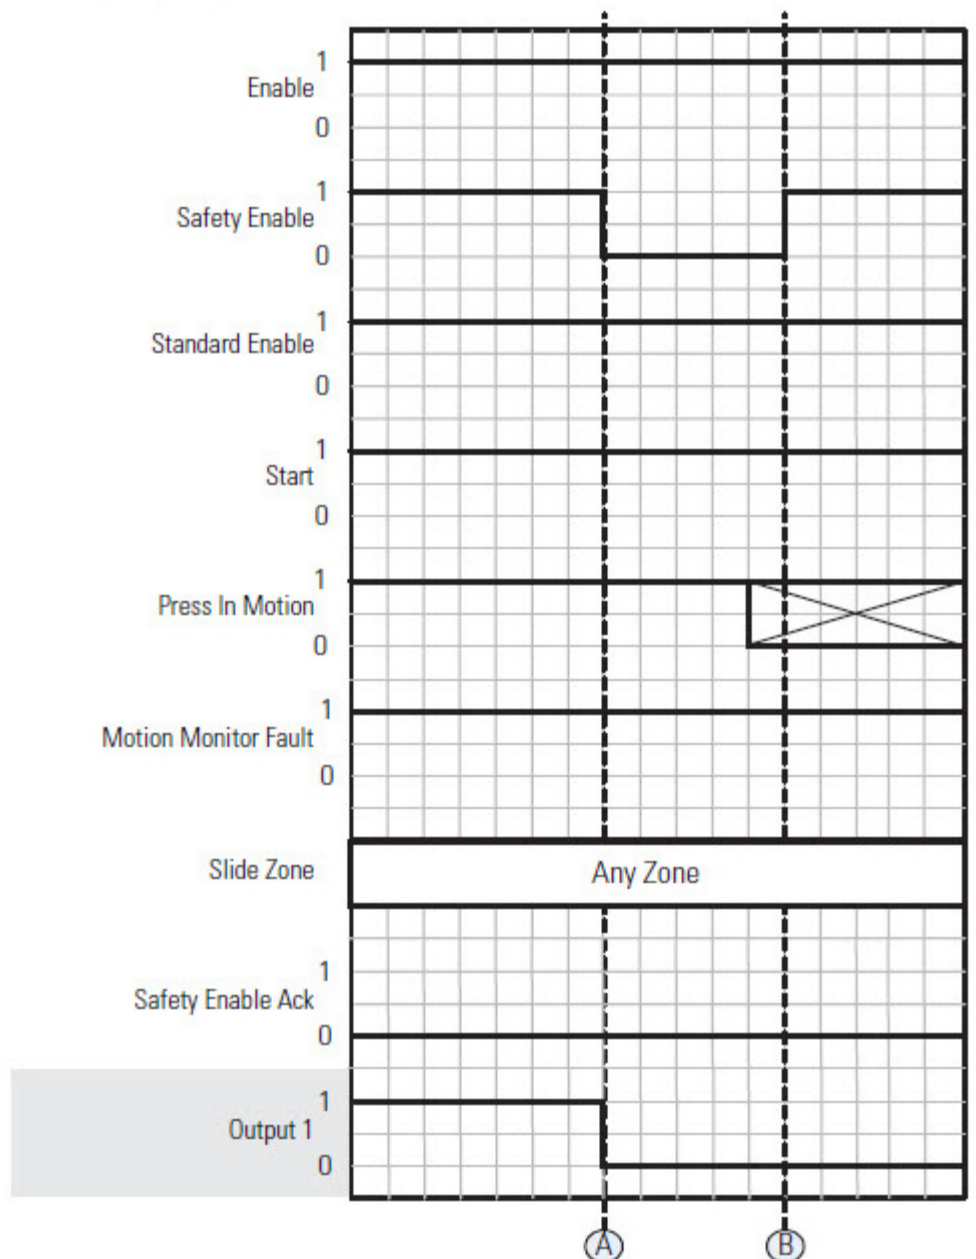 1
Enable
0
1
Safety Enable
0
1
Standard Enable
0
1
Start
0
1
Press In Motion
0
1
Motion Monitor Fault
0
Slide Zone
Any Zone
1
Safety Enable Ack
0
1
Output 1
0
A
B